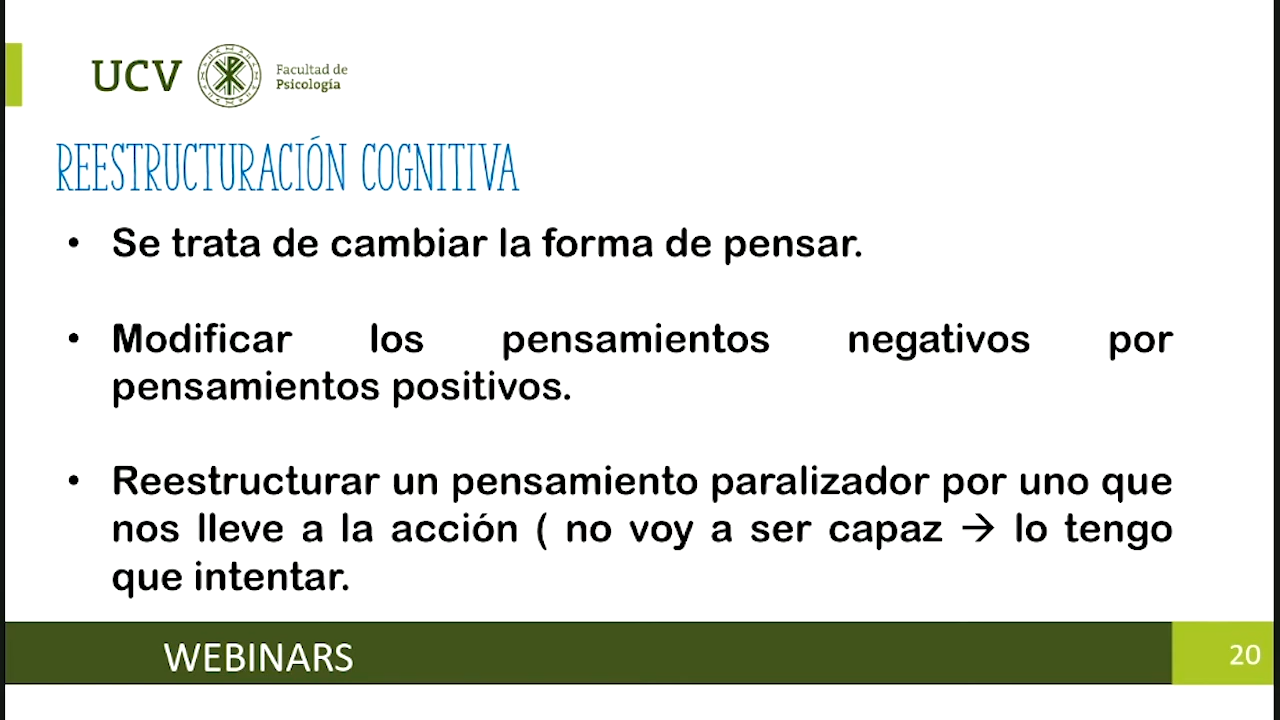 UCV
Facultad de
Psicología
REESTRUCTURACIÓN COGNITIVA
• Se trata de cambiar la forma de pensar.
• Modificar los pensamientos negativos por
pensamientos positivos.
• Reestructurar un pensamiento paralizador por uno que
nos lleve a la acción ( no voy a ser capaz → lo tengo
que intentar.
WEBINARS
20